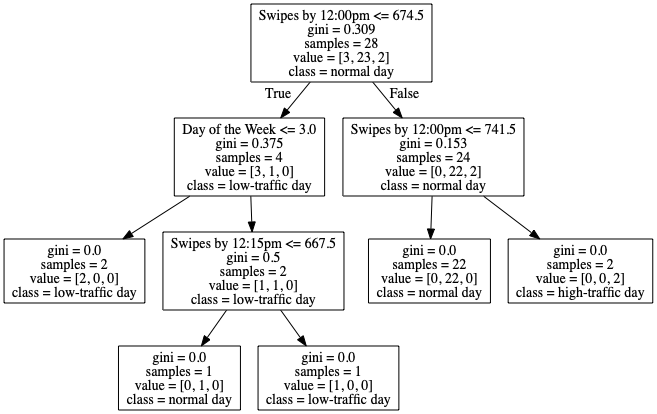 Swipes by 12:00pm <= 674.5
gini = 0.309
samples = 28
value = [3, 23, 2]
class = normal day
True
False
Day of the Week <= 3.0
gini = 0.375
samples = 4
value = [3, 1, 0]
class = low-traffic day
Swipes by 12:00pm <= 741.5
gini = 0.153
samples = 24
value = [0, 22, 2]
class = normal day
gini = 0.0
samples = 2
value = [2, 0, 0]
class = low-traffic day
Swipes by 12:15pm <= 667.5
gini = 0.5
samples = 2
value = [1, 1, 0]
class = low-traffic day
gini = 0.0
samples = 22
value = [0, 22, 0]
class = normal day
gini = 0.0
samples = 2
value = [0, 0, 2]
class = high-traffic day
gini = 0.0
samples = 1
value = [0, 1, 0]
class = normal day
gini = 0.0
samples = 1
value = [1, 0, 0]
class = low-traffic day